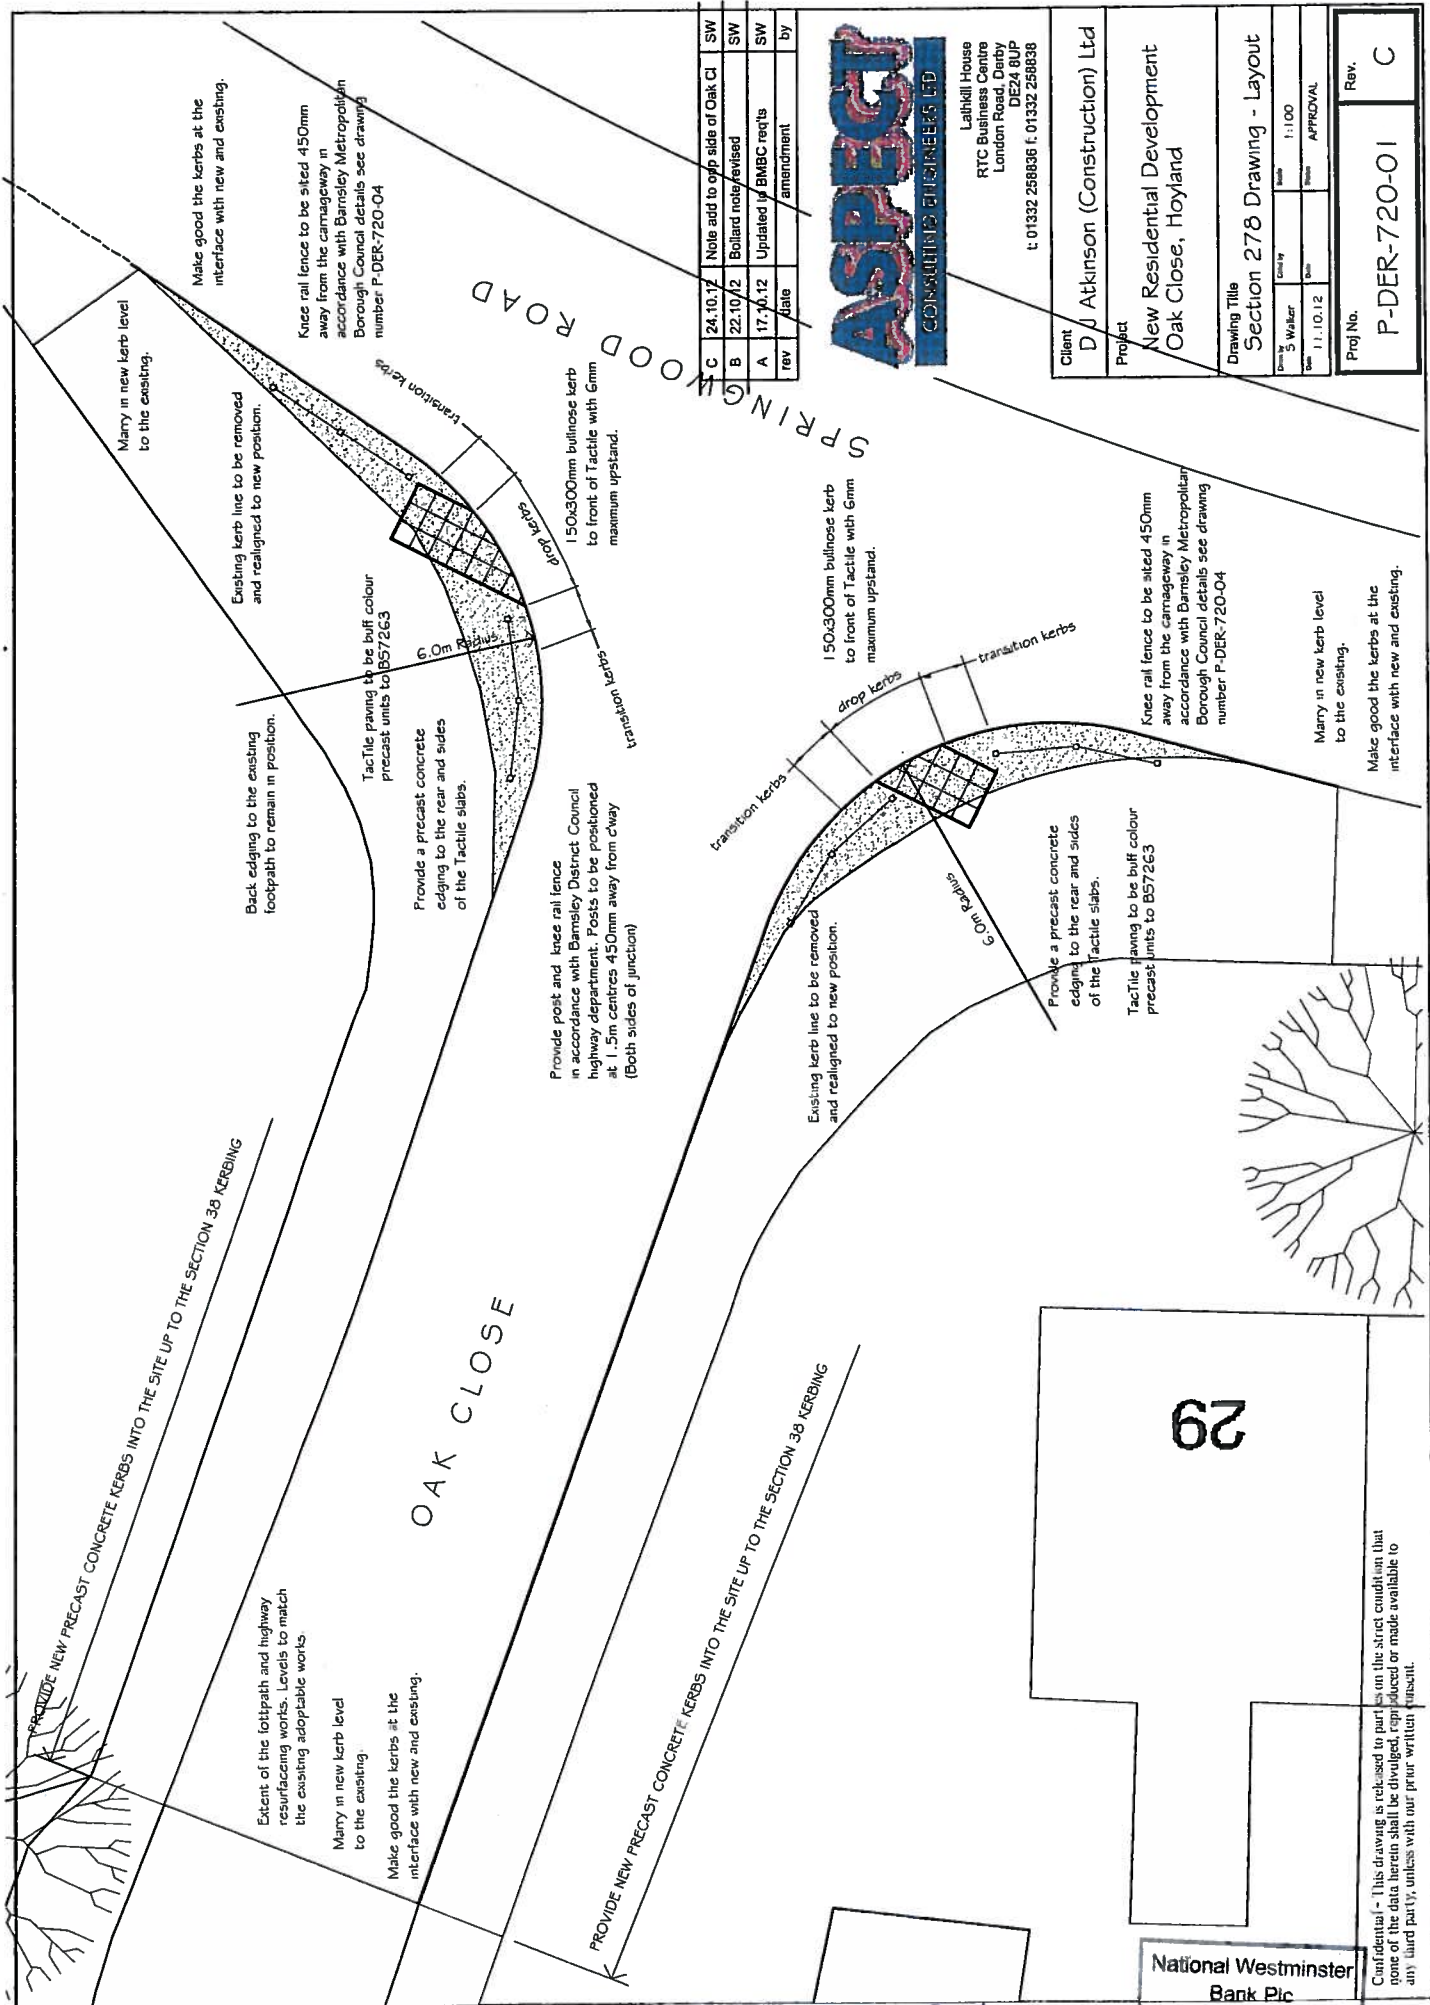 Make good the kerbs at the
interface with new and existing.
Knee rail fence to be sited 450mm
away from the carriageway in
accordance with Barnsley Metropolitan
Borough Council details see drawing
number P-DER-720-04
Marry in new kerb level
to the exisitng.
Existing kerb line to be removed
and realigned to new position.
transition kerbs
drop kerbs
transition kerbs
150x300mm bullnose kerb
to front of Tactile with 6mm
maximum upstand.
SPRINGWOOD ROAD
6.0m Radius
TacTile paving to be buff colour
precast units to BS7263
Back edging to the existing
footpath to remain in position.
Provide a precast concrete
edging to the rear and sides
of the Tactile slabs.
Provide post and knee rail fence
in accordance with Barnsley District Council
highway department. Posts to be positioned
at 1.5m centres 450mm away from c'way
(Both sides of junction)
PROVIDE NEW PRECAST CONCRETE KERBS INTO THE SITE UP TO THE SECTION 38 KERBING
OAK CLOSE
Extent of the fottpath and highway
resurfaceing works. Levels to match
the exisitng adoptable works.
Marry in new kerb level
to the exisitng.
Make good the kerbs at the
interface with new and existing.
PROVIDE NEW PRECAST CONCRETE KERBS INTO THE SITE UP TO THE SECTION 38 KERBING
150x300mm bullnose kerb
to front of Tactile with 6mm
maximum upstand.
transition kerbs
drop kerbs
transition kerbs
Existing kerb line to be removed
and realigned to new position.
6.0m Radius
Provide a precast concrete
edging to the rear and sides
of the Tactile slabs.
TacTile paving to be buff colour
precast units to BS7263
Knee rail fence to be sited 450mm
away from the carriageway in
accordance with Barnsley Metropolitan
Borough Council details see drawing
number P-DER-720-04
Marry in new kerb level
to the exisitng.
Make good the kerbs at the
interface with new and existing.
29
C 24.10.12 Note add to opp side of Oak Cl SW
B 22.10.12 Bollard note revised SW
A 17.10.12 Updated to BMBC req'ts SW
rev date amendment by
ASPECT
CONSULTING ENGINEERS LTD
Lathkill House
RTC Business Centre
London Road, Derby
DE24 8UP
t: 01332 258836 f: 01332 258838
Client
D J Atkinson (Construction) Ltd
Project
New Residential Development
Oak Close, Hoyland
Drawing Title
Section 278 Drawing - Layout
Drawn by S Walker
Scale 1:100
Date 11.10.12
Date
Status APPROVAL
Proj No. P-DER-720-01
Rev. C
National Westminster
Bank Plc
Confidential - This drawing is released to parties on the strict condition that
none of the data herein shall be divulged, reproduced or made available to
any third party, unless with our prior written consent.